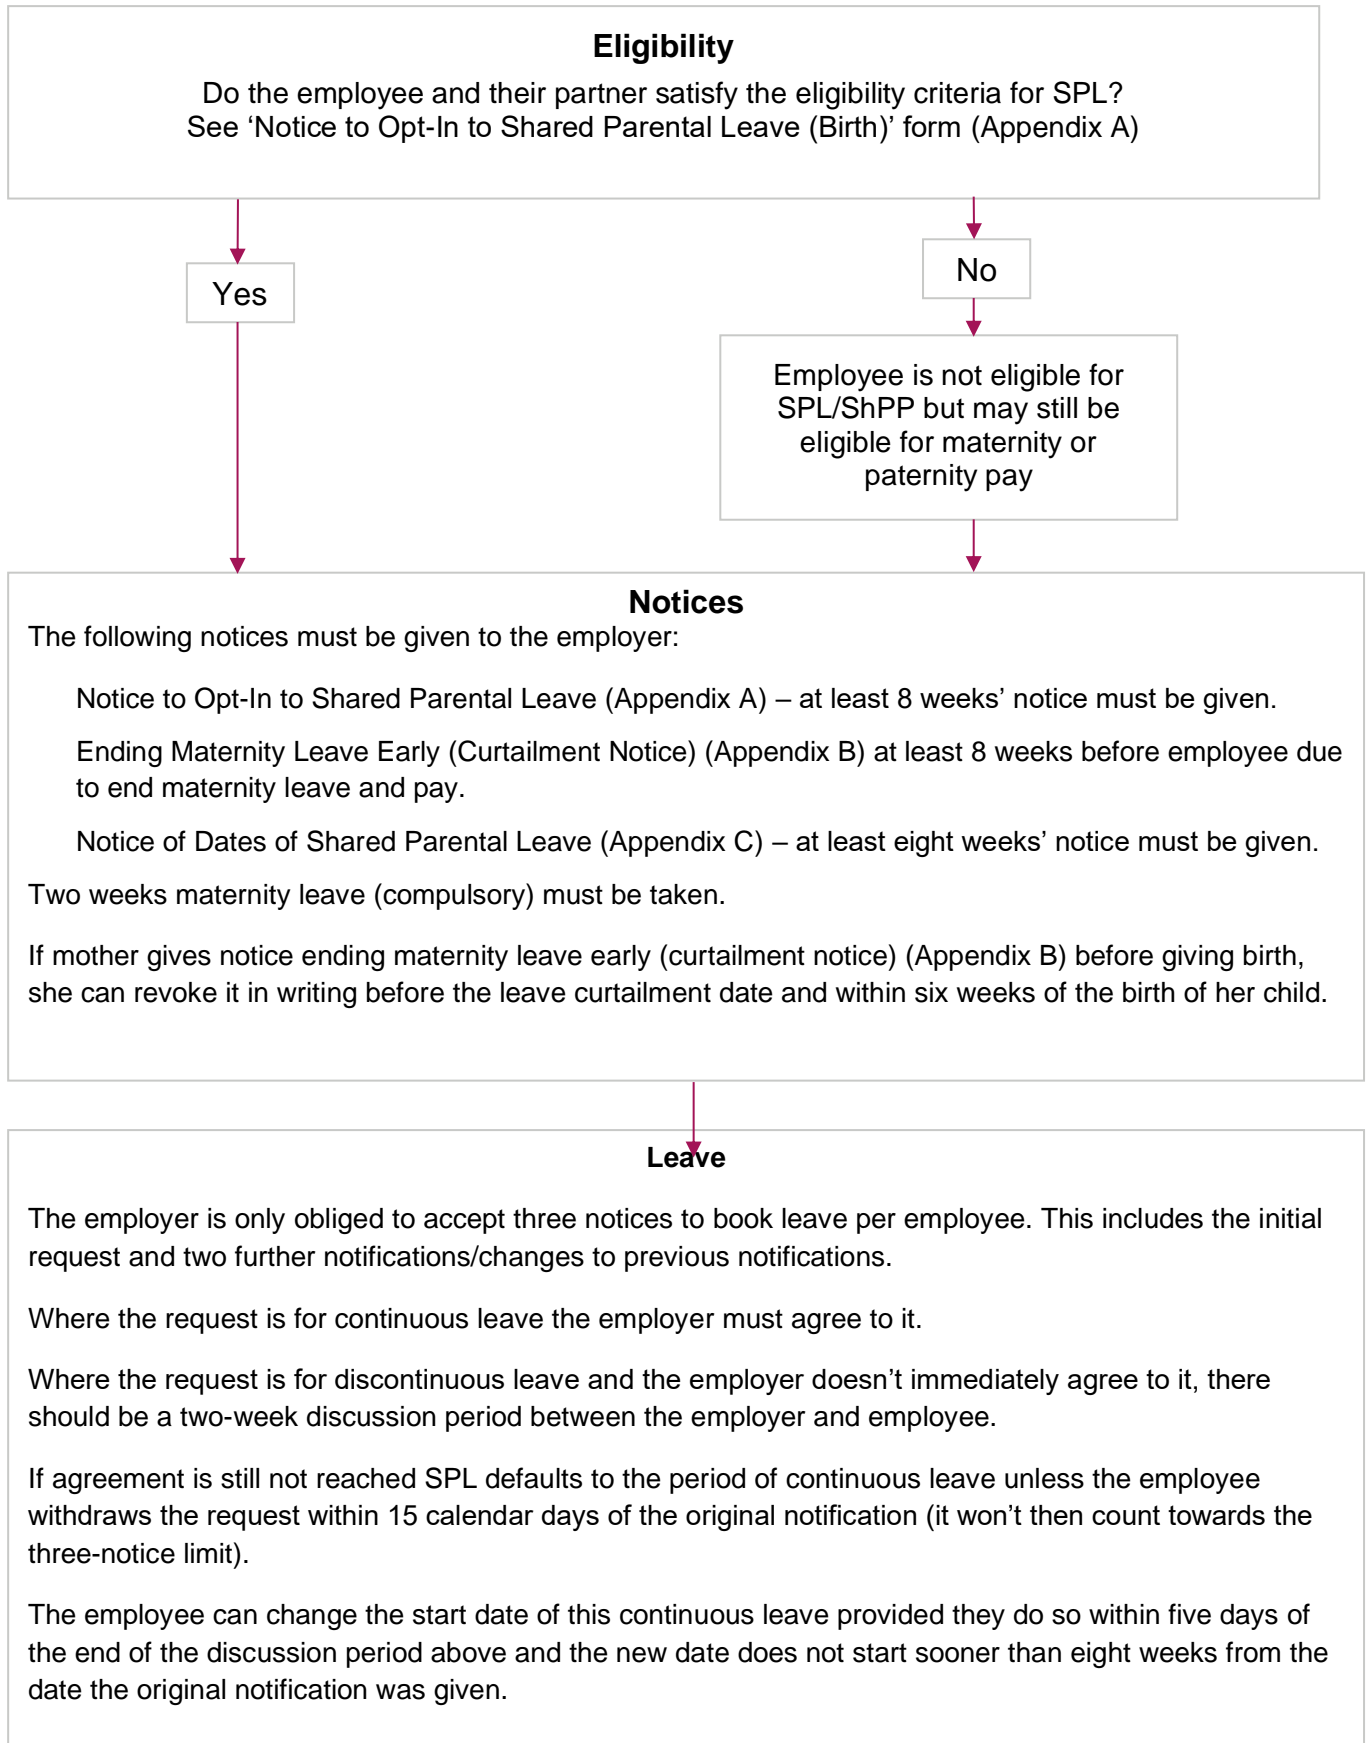 Eligibility
Do the employee and their partner satisfy the eligibility criteria for SPL?
See ‘Notice to Opt-In to Shared Parental Leave (Birth)’ form (Appendix A)
Yes
No
Employee is not eligible for
SPL/ShPP but may still be
eligible for maternity or
paternity pay
Notices
The following notices must be given to the employer:
Notice to Opt-In to Shared Parental Leave (Appendix A) – at least 8 weeks’ notice must be given.
Ending Maternity Leave Early (Curtailment Notice) (Appendix B) at least 8 weeks before employee due
to end maternity leave and pay.
Notice of Dates of Shared Parental Leave (Appendix C) – at least eight weeks’ notice must be given.
Two weeks maternity leave (compulsory) must be taken.
If mother gives notice ending maternity leave early (curtailment notice) (Appendix B) before giving birth,
she can revoke it in writing before the leave curtailment date and within six weeks of the birth of her child.
Leave
The employer is only obliged to accept three notices to book leave per employee. This includes the initial
request and two further notifications/changes to previous notifications.
Where the request is for continuous leave the employer must agree to it.
Where the request is for discontinuous leave and the employer doesn’t immediately agree to it, there
should be a two-week discussion period between the employer and employee.
If agreement is still not reached SPL defaults to the period of continuous leave unless the employee
withdraws the request within 15 calendar days of the original notification (it won’t then count towards the
three-notice limit).
The employee can change the start date of this continuous leave provided they do so within five days of
the end of the discussion period above and the new date does not start sooner than eight weeks from the
date the original notification was given.